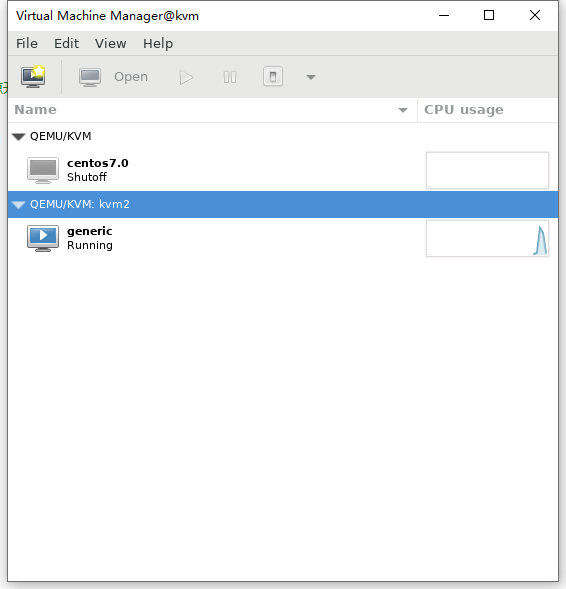 Virtual Machine Manager@kvm
File Edit View Help
Open
Name CPU usage
QEMU/KVM
centos7.0
Shutoff
QEMU/KVM: kvm2
generic
Running